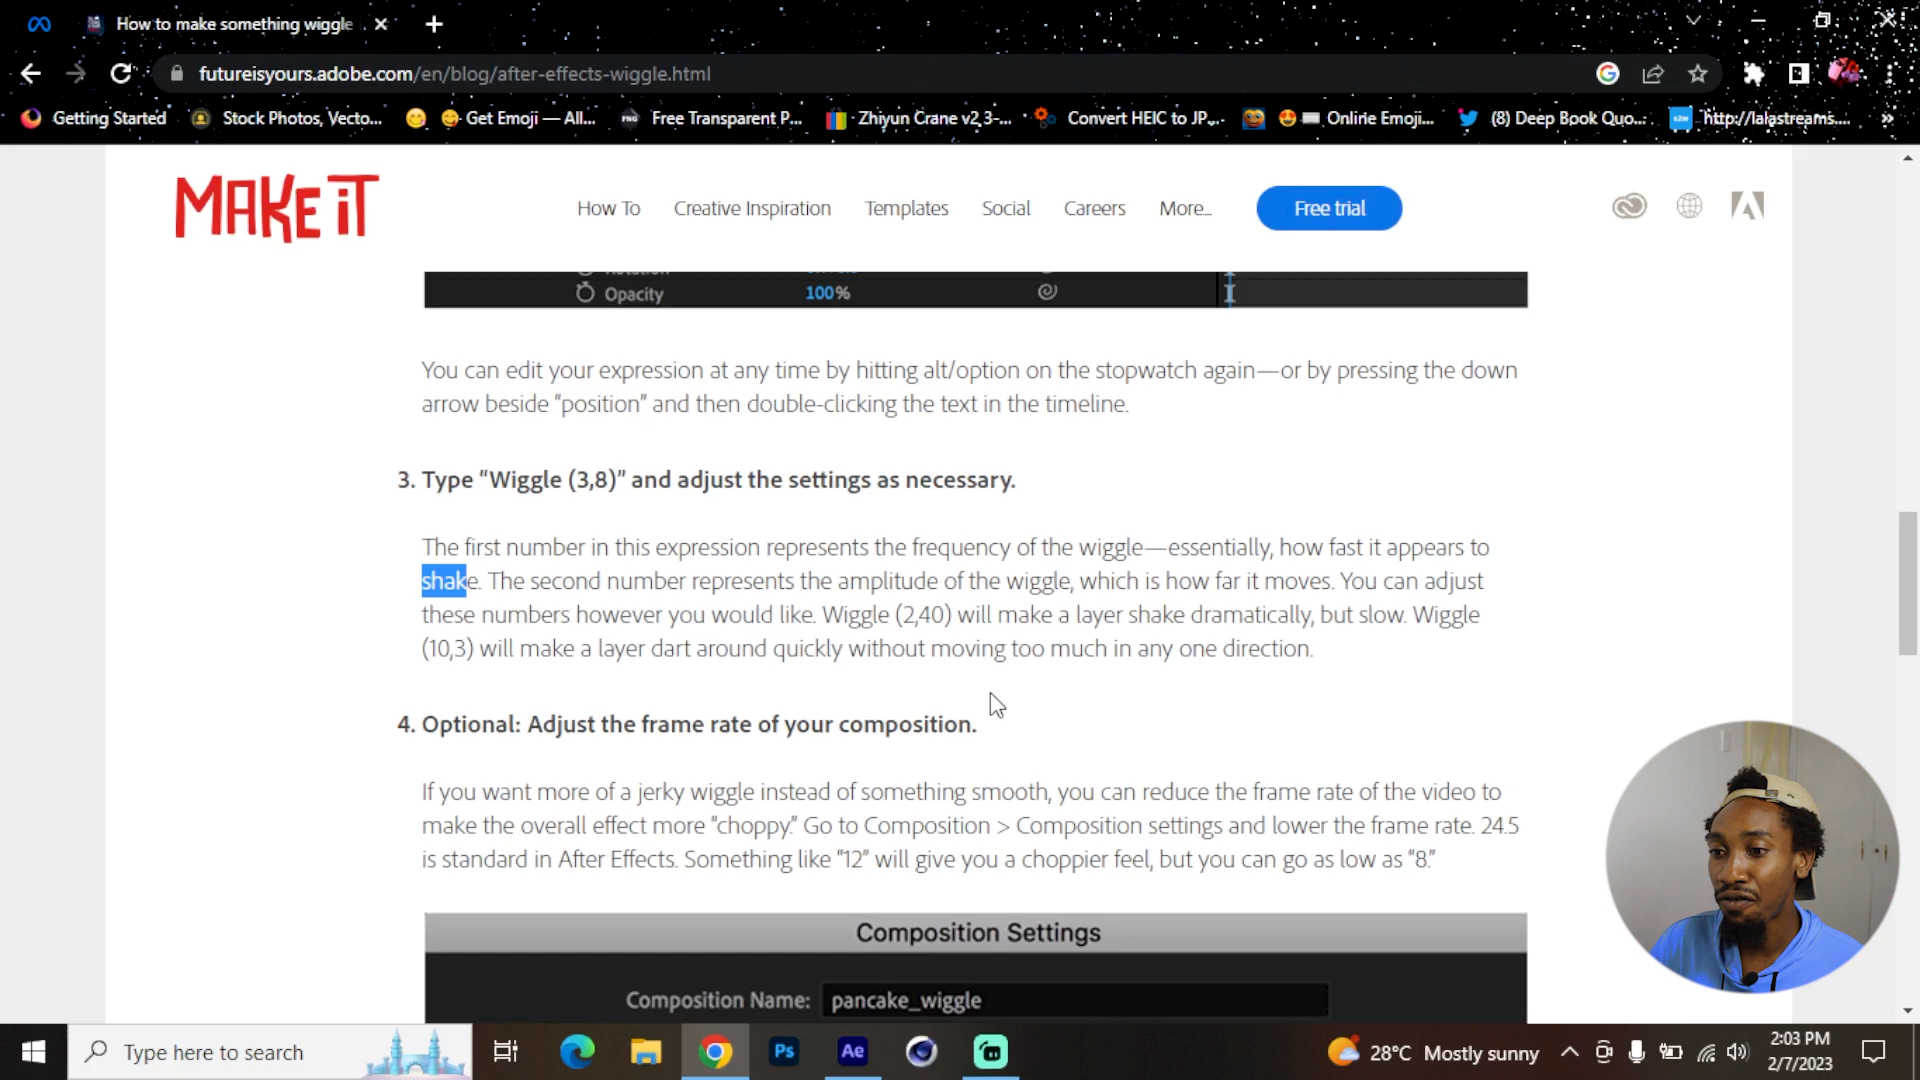 How to make something wiggle
futureisyours.adobe.com/en/blog/after-effects-wiggle.html
Getting Started Stock Photos, Vecto... Get Emoji — All... Free Transparent P... Zhiyun Crane v2,3-... Convert HEIC to JP... Online Emoji... (8) Deep Book Quo... http://lalastreams....
MAKE iT How To Creative Inspiration Templates Social Careers More... Free trial
Opacity 100%
You can edit your expression at any time by hitting alt/option on the stopwatch again—or by pressing the down
arrow beside “position” and then double-clicking the text in the timeline.
3. Type “Wiggle (3,8)” and adjust the settings as necessary.
The first number in this expression represents the frequency of the wiggle—essentially, how fast it appears to
shake. The second number represents the amplitude of the wiggle, which is how far it moves. You can adjust
these numbers however you would like. Wiggle (2,40) will make a layer shake dramatically, but slow. Wiggle
(10,3) will make a layer dart around quickly without moving too much in any one direction.
4. Optional: Adjust the frame rate of your composition.
If you want more of a jerky wiggle instead of something smooth, you can reduce the frame rate of the video to
make the overall effect more “choppy.” Go to Composition > Composition settings and lower the frame rate. 24.5
is standard in After Effects. Something like “12” will give you a choppier feel, but you can go as low as “8.”
Composition Settings
Composition Name: pancake_wiggle
Type here to search Ps Ae 28°C Mostly sunny 2:03 PM
2/7/2023